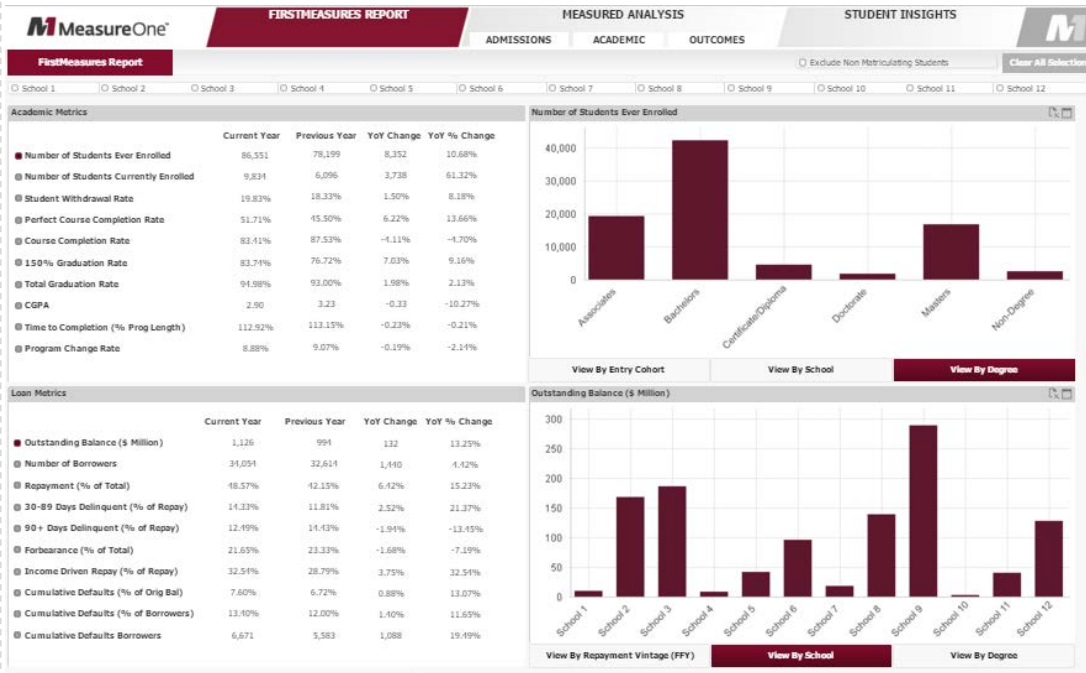 MeasureOne™
FIRSTMEASURES REPORT
MEASURED ANALYSIS
STUDENT INSIGHTS
ADMISSIONS ACADEMIC OUTCOMES
FirstMeasures Report
Exclude Non Matriculating Students
Clear All Selection
School 1 School 2 School 3 School 4 School 5 School 6 School 7 School 8 School 9 School 10 School 11 School 12
Academic Metrics
Current Year Previous Year YoY Change YoY % Change
Number of Students Ever Enrolled 86,551 78,199 8,352 10.68%
Number of Students Currently Enrolled 9,834 6,096 3,738 61.32%
Student Withdrawal Rate 19.83% 18.33% 1.50% 8.18%
Perfect Course Completion Rate 51.71% 45.50% 6.22% 13.66%
Course Completion Rate 83.41% 87.53% -4.11% -4.70%
150% Graduation Rate 83.74% 76.72% 7.03% 9.16%
Total Graduation Rate 94.98% 93.00% 1.98% 2.13%
CGPA 2.90 3.23 -0.33 -10.27%
Time to Completion (% Prog Length) 112.92% 113.15% -0.23% -0.21%
Program Change Rate 8.88% 9.07% -0.19% -2.14%
Number of Students Ever Enrolled
40,000
30,000
20,000
10,000
0
Associates
Bachelors
Certificate/Diploma
Doctorate
Masters
Non-Degree
View By Entry Cohort View By School View By Degree
Loan Metrics
Current Year Previous Year YoY Change YoY % Change
Outstanding Balance ($ Million) 1,126 994 132 13.25%
Number of Borrowers 34,054 32,614 1,440 4.42%
Repayment (% of Total) 48.57% 42.15% 6.42% 15.23%
30-89 Days Delinquent (% of Repay) 14.33% 11.81% 2.52% 21.37%
90+ Days Delinquent (% of Repay) 12.49% 14.43% -1.94% -13.45%
Forbearance (% of Total) 21.65% 23.33% -1.68% -7.19%
Income Driven Repay (% of Repay) 32.54% 28.79% 3.75% 32.54%
Cumulative Defaults (% of Orig Bal) 7.60% 6.72% 0.88% 13.07%
Cumulative Defaults (% of Borrowers) 13.40% 12.00% 1.40% 11.65%
Cumulative Defaults Borrowers 6,671 5,583 1,088 19.49%
Outstanding Balance ($ Million)
300
250
200
150
100
50
0
School 1
School 2
School 3
School 4
School 5
School 6
School 7
School 8
School 9
School 10
School 11
School 12
View By Repayment Vintage (FFY) View By School View By Degree